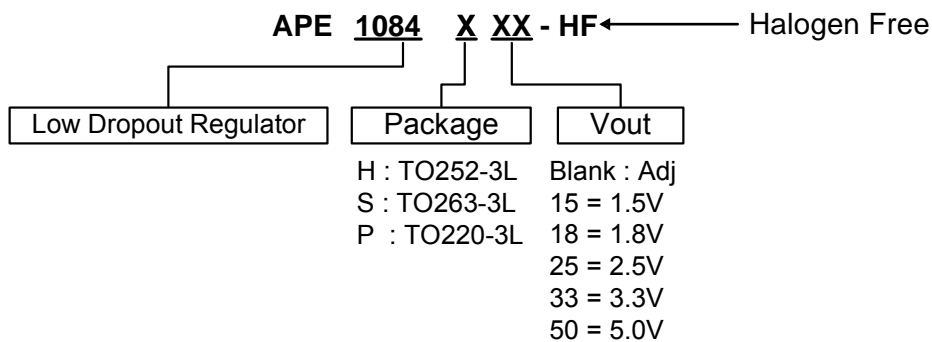 APE 1084 X XX - HF Halogen Free
Low Dropout Regulator Package Vout
H : TO252-3L Blank : Adj
S : TO263-3L 15 = 1.5V
P : TO220-3L 18 = 1.8V
25 = 2.5V
33 = 3.3V
50 = 5.0V